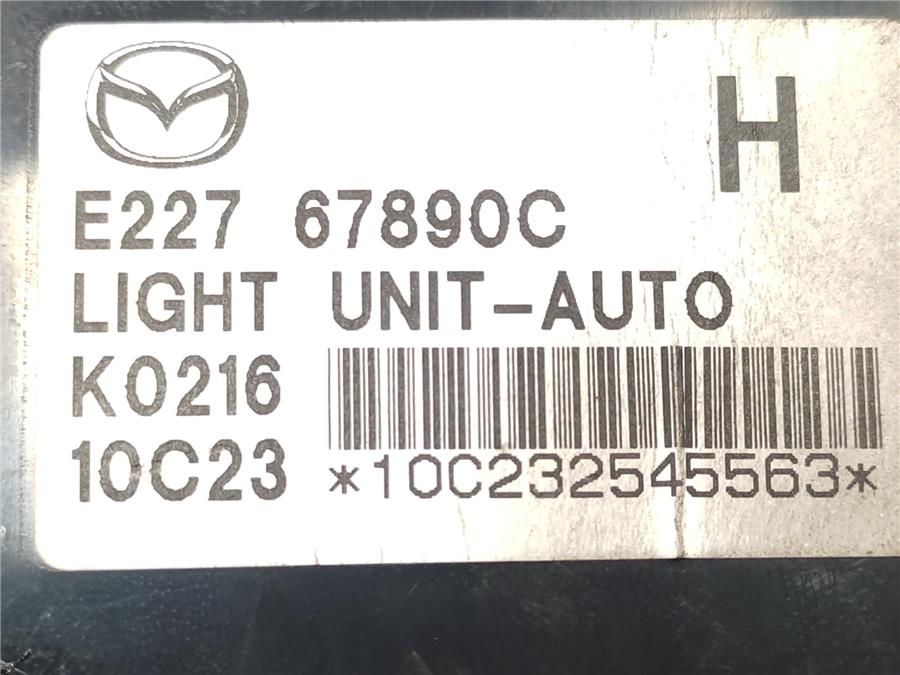 H
E227 67890C
LIGHT UNIT-AUTO
K0216
10C23 *10C232545563*